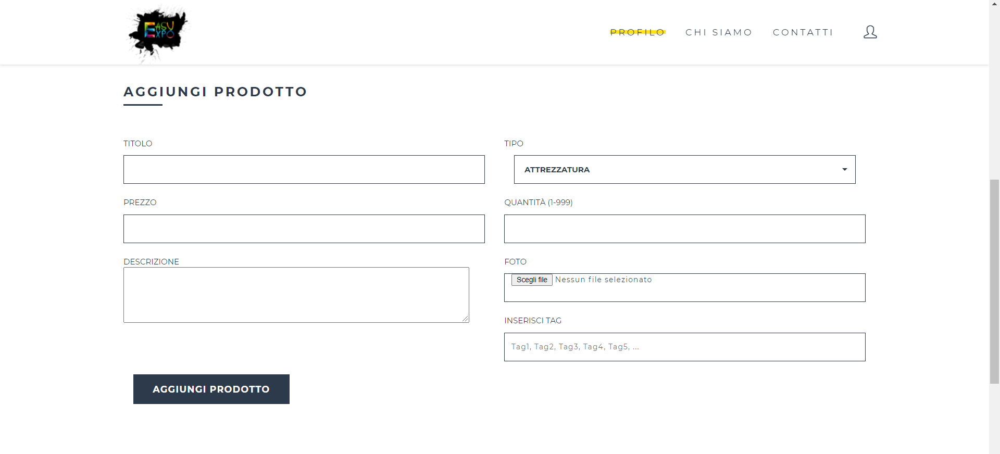 EASY
EXPO
PROFILO
CHI SIAMO
CONTATTI
AGGIUNGI PRODOTTO
TITOLO
TIPO
ATTREZZATURA
PREZZO
QUANTITÀ (1-999)
DESCRIZIONE
FOTO
Scegli file Nessun file selezionato
INSERISCI TAG
Tag1, Tag2, Tag3, Tag4, Tag5, ...
AGGIUNGI PRODOTTO